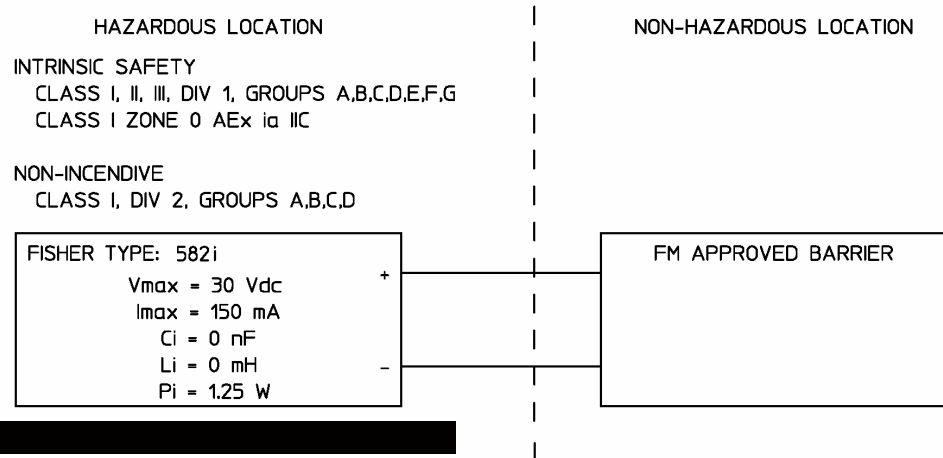 HAZARDOUS LOCATION
NON-HAZARDOUS LOCATION
INTRINSIC SAFETY
CLASS I, II, III, DIV 1, GROUPS A,B,C,D,E,F,G
CLASS I ZONE 0 AEx ia IIC
NON-INCENDIVE
CLASS I, DIV 2, GROUPS A,B,C,D
FISHER TYPE: 582i
Vmax = 30 Vdc
Imax = 150 mA
Ci = 0 nF
Li = 0 mH
Pi = 1.25 W
+
-
FM APPROVED BARRIER